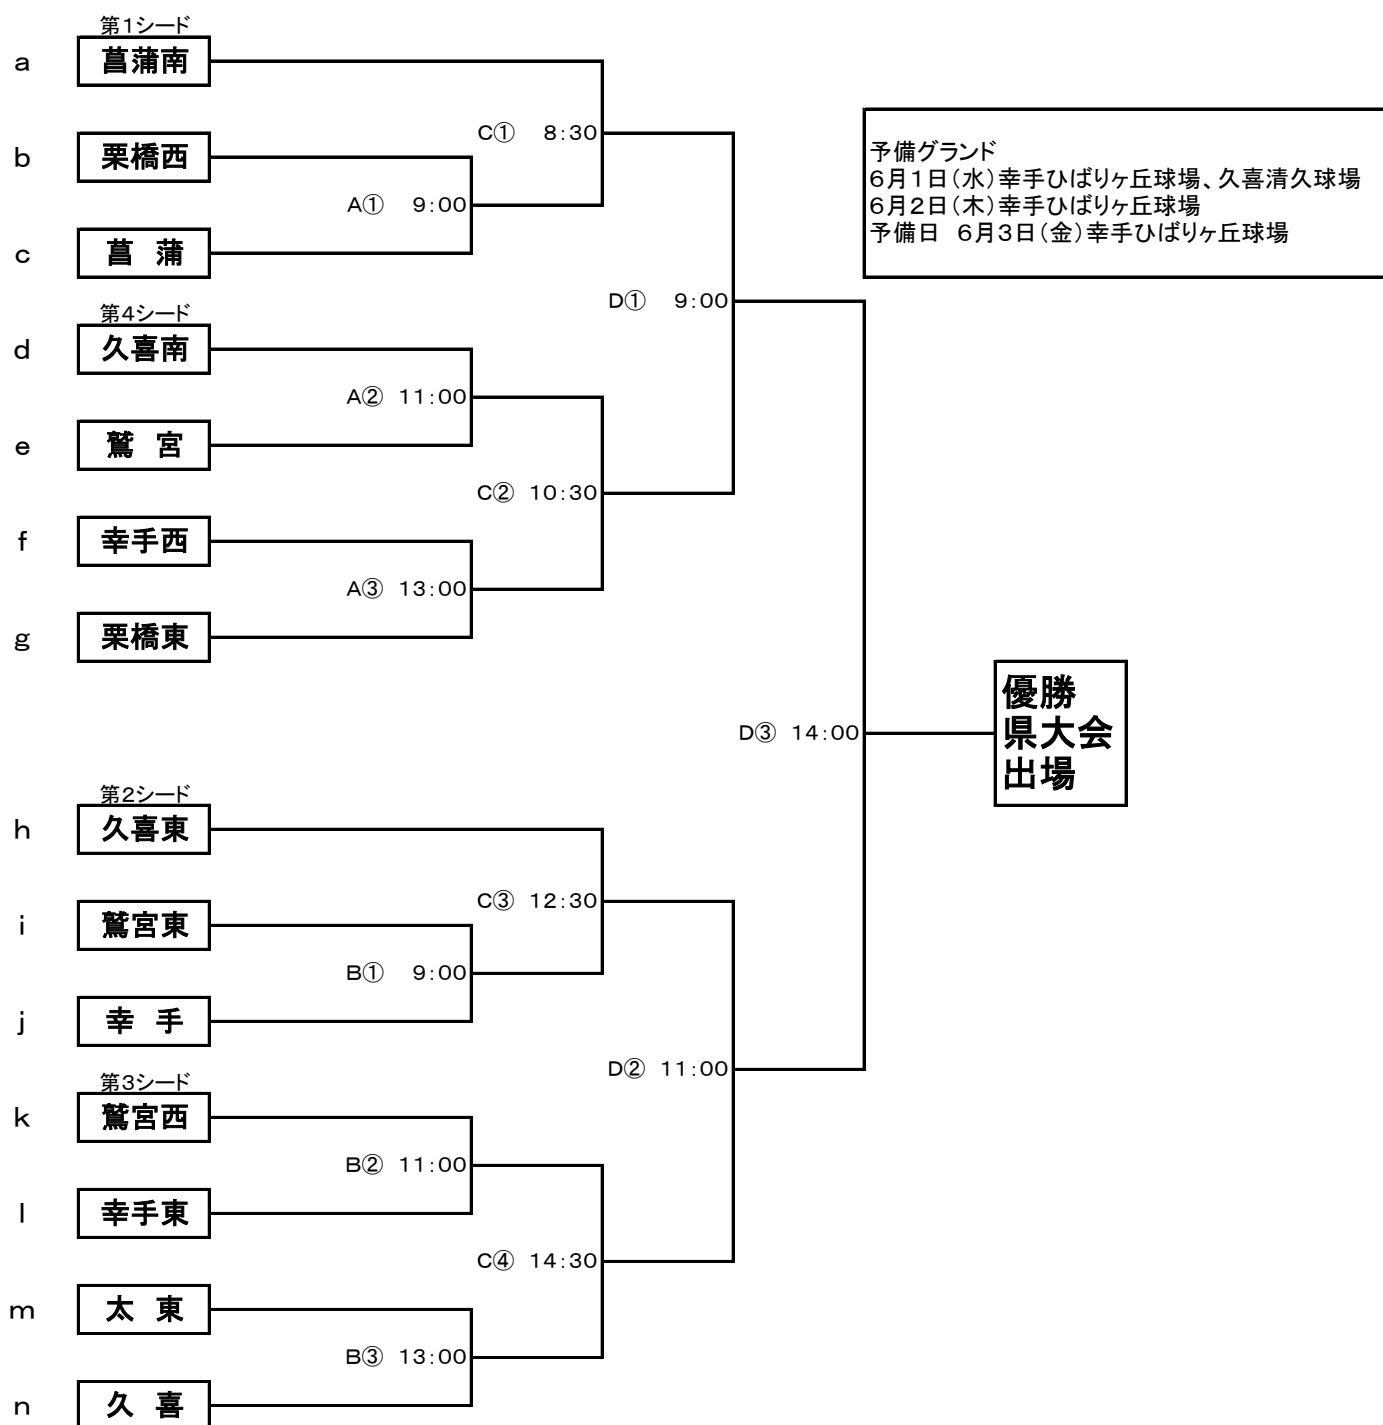 第1シード
a 菖蒲南
C① 8:30
b 栗橋西
A① 9:00
c 菖 蒲
予備グランド
6月1日(水)幸手ひばりヶ丘球場、久喜清久球場
6月2日(木)幸手ひばりヶ丘球場
予備日 6月3日(金)幸手ひばりヶ丘球場
D① 9:00
第4シード
d 久喜南
A② 11:00
e 鷲 宮
C② 10:30
f 幸手西
A③ 13:00
g 栗橋東
D③ 14:00
優勝
県大会
出場
第2シード
h 久喜東
C③ 12:30
i 鷲宮東
B① 9:00
j 幸 手
D② 11:00
第3シード
k 鷲宮西
B② 11:00
l 幸手東
C④ 14:30
m 太 東
B③ 13:00
n 久 喜